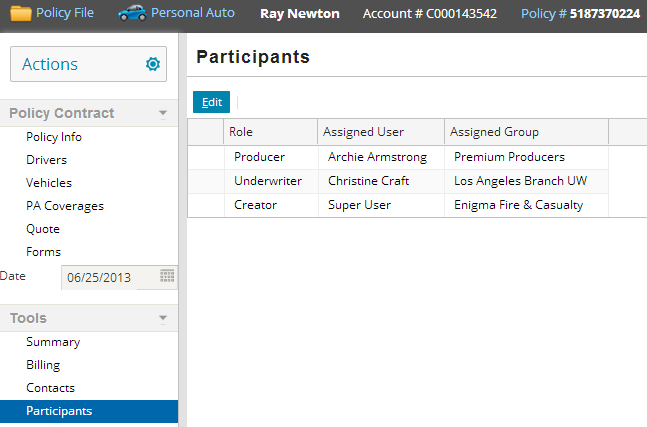 Policy File Personal Auto Ray Newton Account # C000143542 Policy # 5187370224
Actions
Policy Contract
Policy Info
Drivers
Vehicles
PA Coverages
Quote
Forms
Date 06/25/2013
Tools
Summary
Billing
Contacts
Participants
Participants
Edit
Role Assigned User Assigned Group
Producer Archie Armstrong Premium Producers
Underwriter Christine Craft Los Angeles Branch UW
Creator Super User Enigma Fire & Casualty